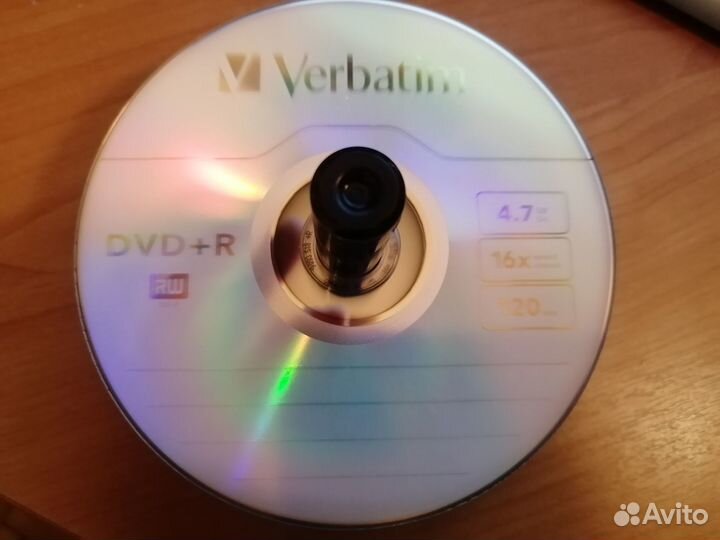 Verbatim
DVD+R
RW
4.7
16x
120
Avito